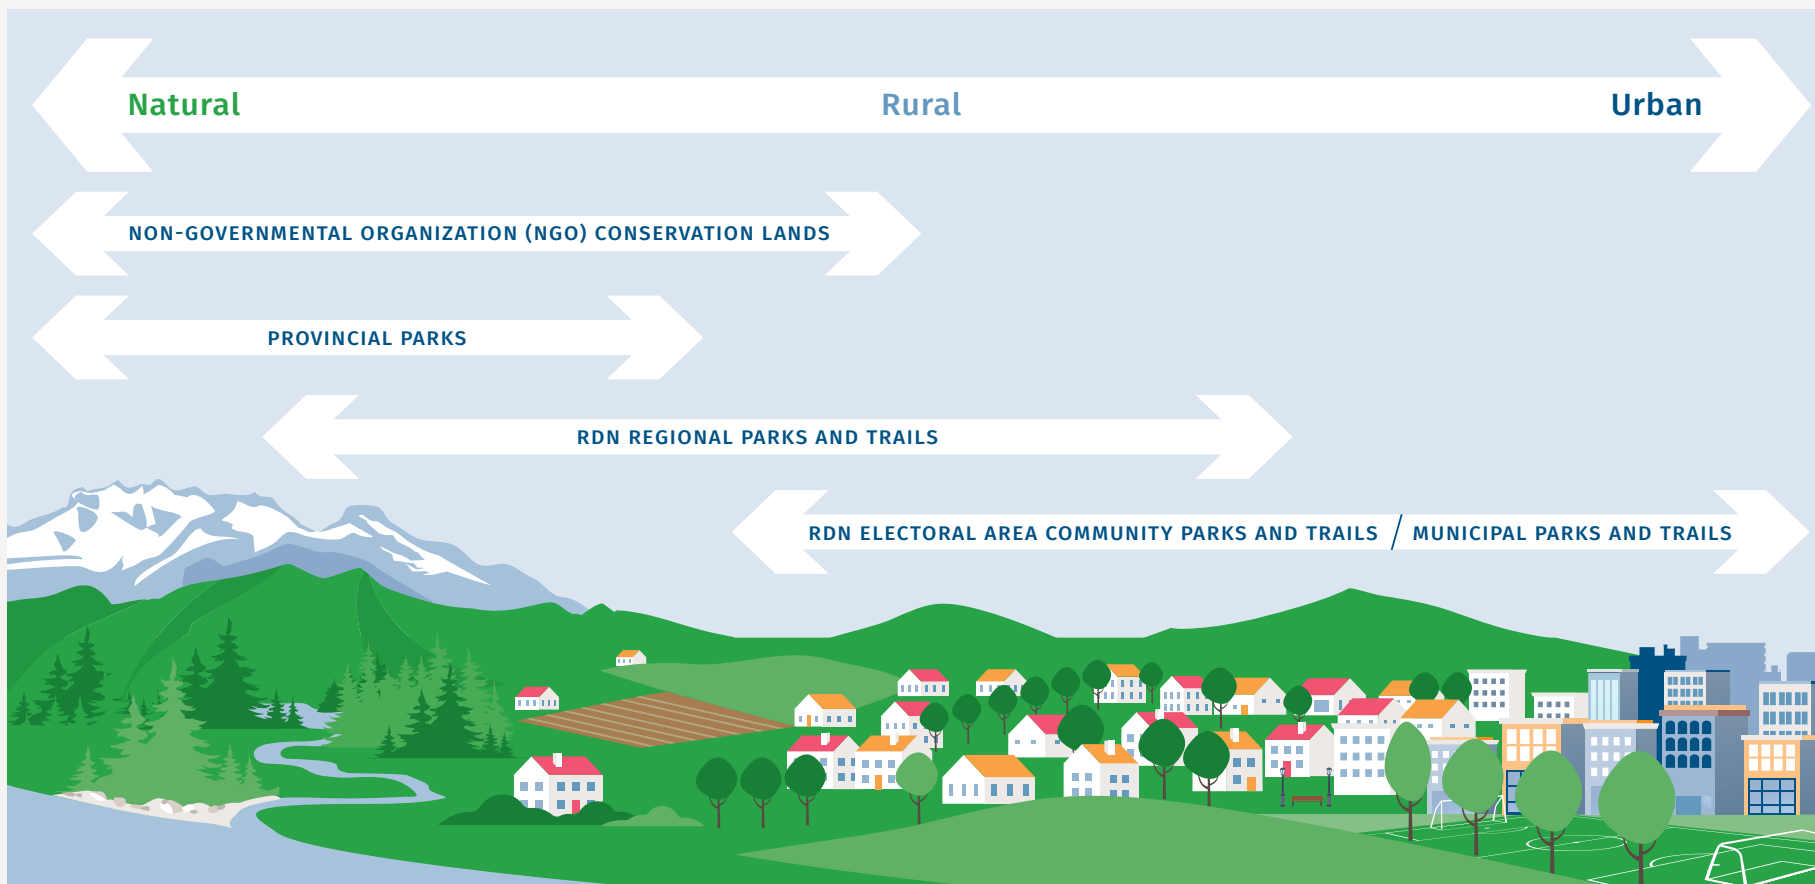 Natural Rural Urban
NON-GOVERNMENTAL ORGANIZATION (NGO) CONSERVATION LANDS
PROVINCIAL PARKS
RDN REGIONAL PARKS AND TRAILS
RDN ELECTORAL AREA COMMUNITY PARKS AND TRAILS / MUNICIPAL PARKS AND TRAILS